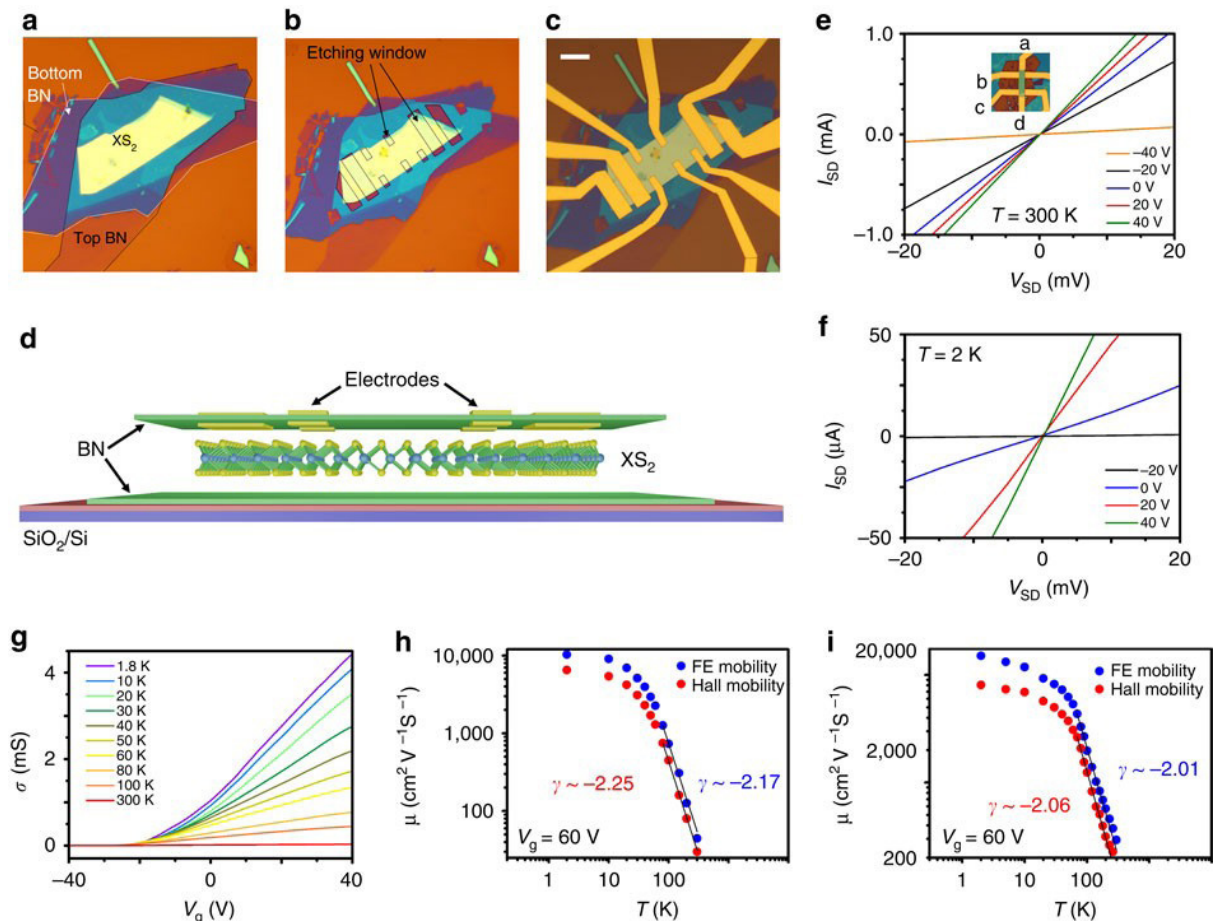 a
Bottom
BN
XS2
Top BN
b
Etching window
c
d
Electrodes
BN
XS2
SiO2/Si
e
ISD (mA)
1.0
0.0
−1.0
a
b
c
d
−40 V
−20 V
0 V
20 V
40 V
T = 300 K
−20
0
20
VSD (mV)
f
ISD (μA)
50
0
−50
T = 2 K
−20 V
0 V
20 V
40 V
−20
0
20
VSD (mV)
g
σ (mS)
4
2
0
1.8 K
10 K
20 K
30 K
40 K
50 K
60 K
80 K
100 K
300 K
−40
0
40
Vg (V)
h
μ (cm2 V −1S−1)
10,000
1,000
100
FE mobility
Hall mobility
γ ~ −2.25
γ ~ −2.17
Vg = 60 V
1
10
100
T (K)
i
μ (cm2 V −1S−1)
20,000
2,000
200
FE mobility
Hall mobility
γ ~ −2.01
γ ~ −2.06
Vg = 60 V
1
10
100
T (K)